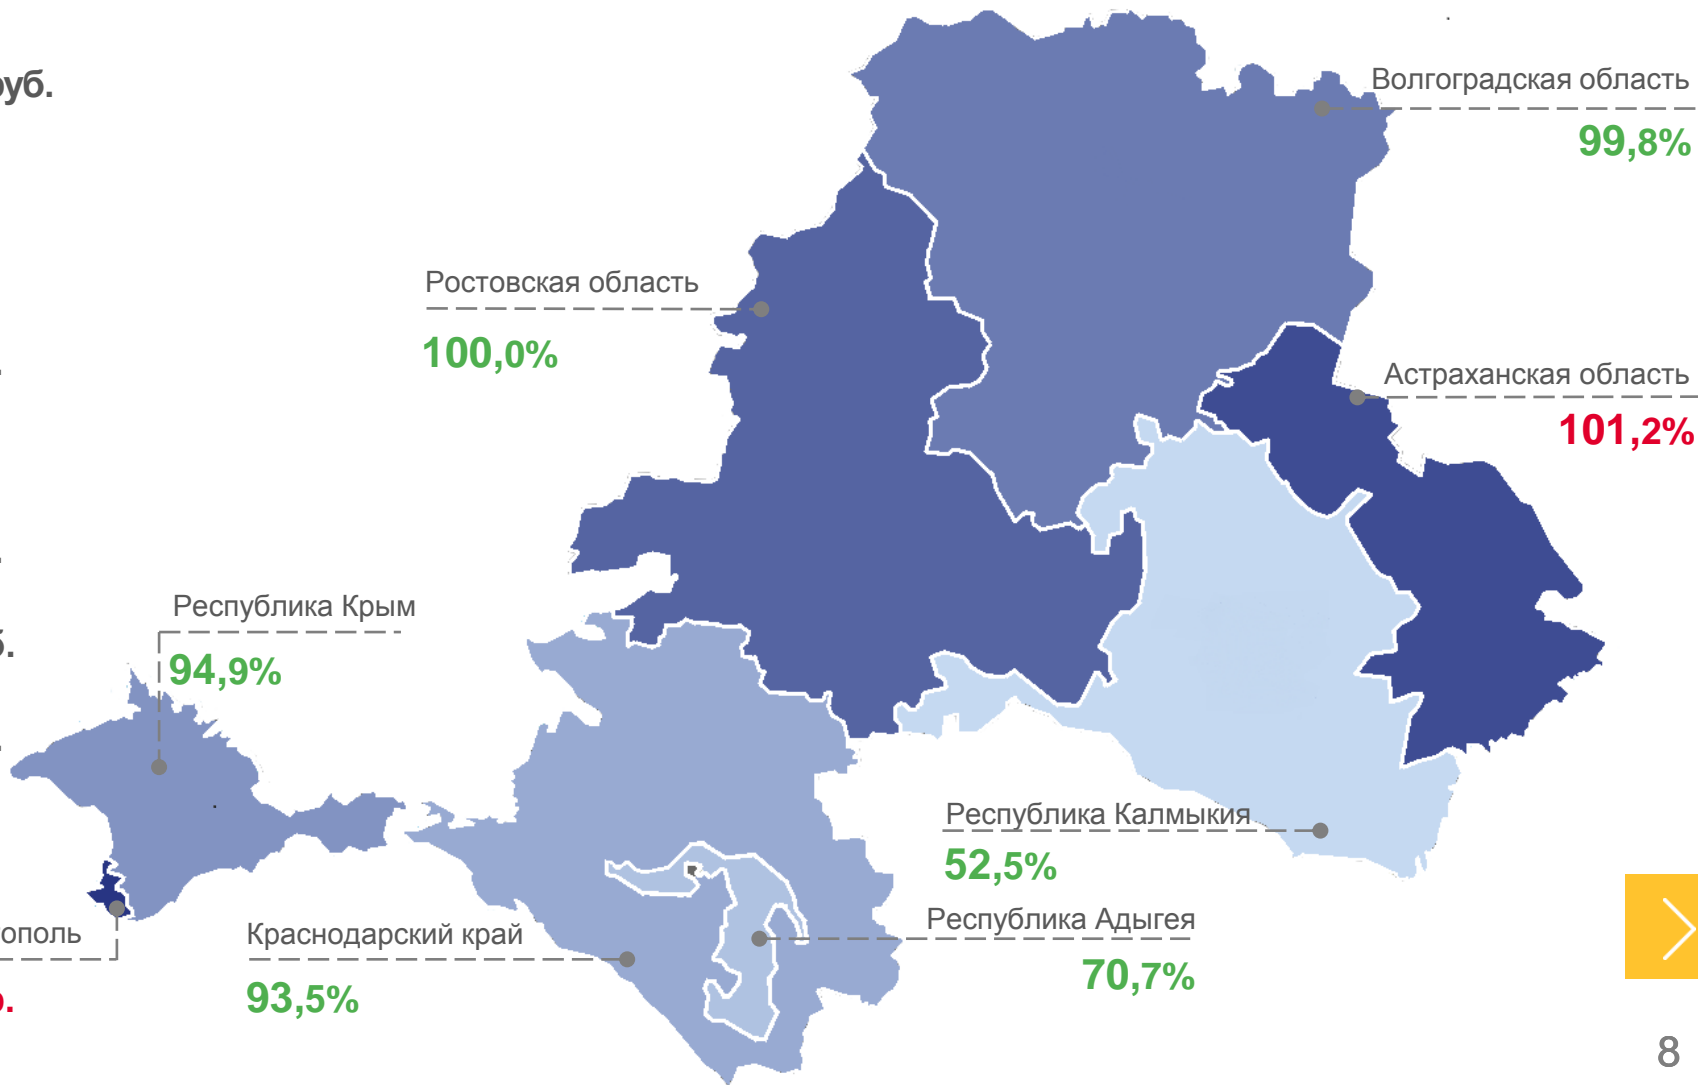 руб.
Волгоградская область
99,8%
Ростовская область
100,0%
Астраханская область
101,2%
Республика Крым
94,9%
Республика Калмыкия
52,5%
Республика Адыгея
70,7%
Краснодарский край
93,5%
8